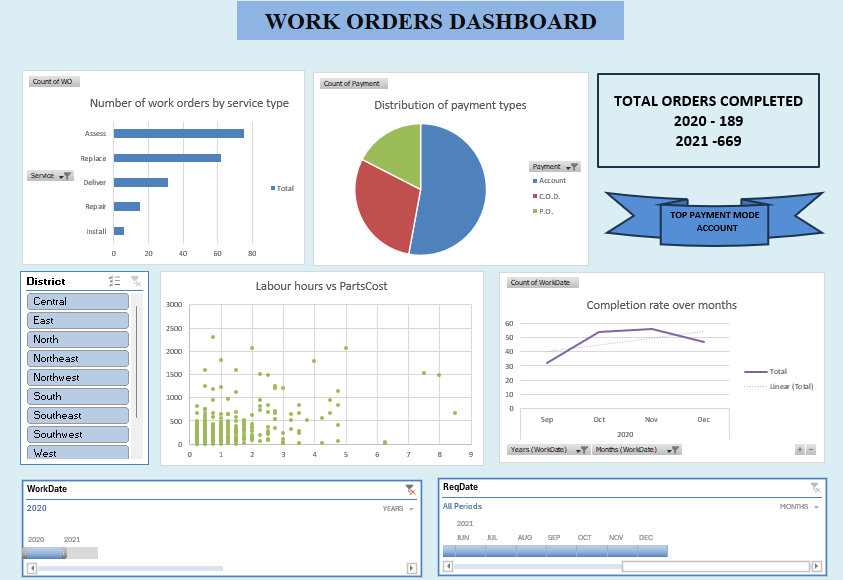 WORK ORDERS DASHBOARD
Count of WO
Number of work orders by service type
Service
Assess
Replace
Deliver
Repair
Install
0 20 40 60 80
Total
Count of Payment
Distribution of payment types
Payment
Account
C.O.D.
P.O.
TOTAL ORDERS COMPLETED
2020 - 189
2021 -669
TOP PAYMENT MODE
ACCOUNT
District
Central
East
North
Northeast
Northwest
South
Southeast
Southwest
West
Labour hours vs PartsCost
3000
2500
2000
1500
1000
500
0
0 1 2 3 4 5 6 7 8 9
Count of WorkDate
Completion rate over months
60
50
40
30
20
10
0
Sep Oct Nov Dec
2020
Total
Linear (Total)
Years (WorkDate) Months (WorkDate)
+ −
WorkDate
2020 YEARS
2020 2021
ReqDate
All Periods MONTHS
2021
JUN JUL AUG SEP OCT NOV DEC